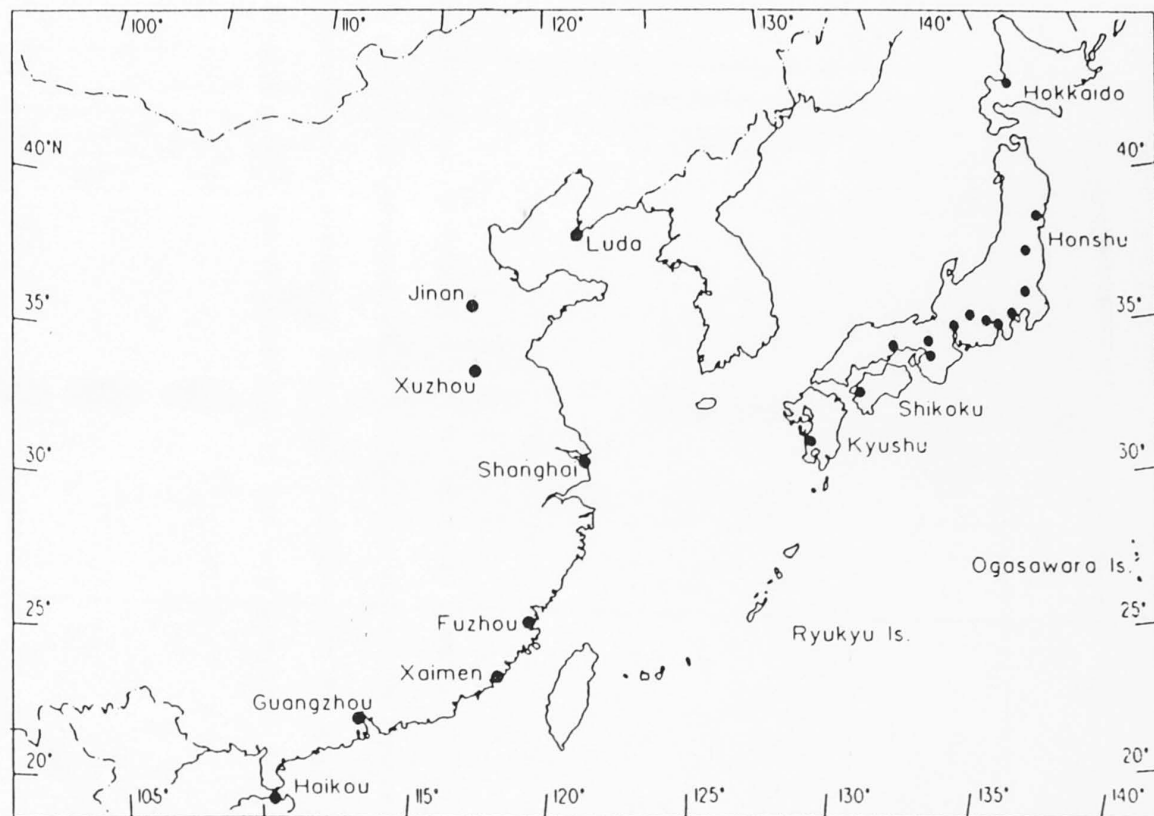 100° 110° 120° 130° 140°
Hokkaido
40°N 40°
Honshu
Luda
Jinan
35° 35°
Xuzhou
Shikoku
Kyushu
Shanghai
30° 30°
Ogasawara Is.
25° 25°
Fuzhou
Ryukyu Is.
Xaimen
Guangzhou
20° 20°
Haikou
105° 115° 120° 125° 130° 135° 140°